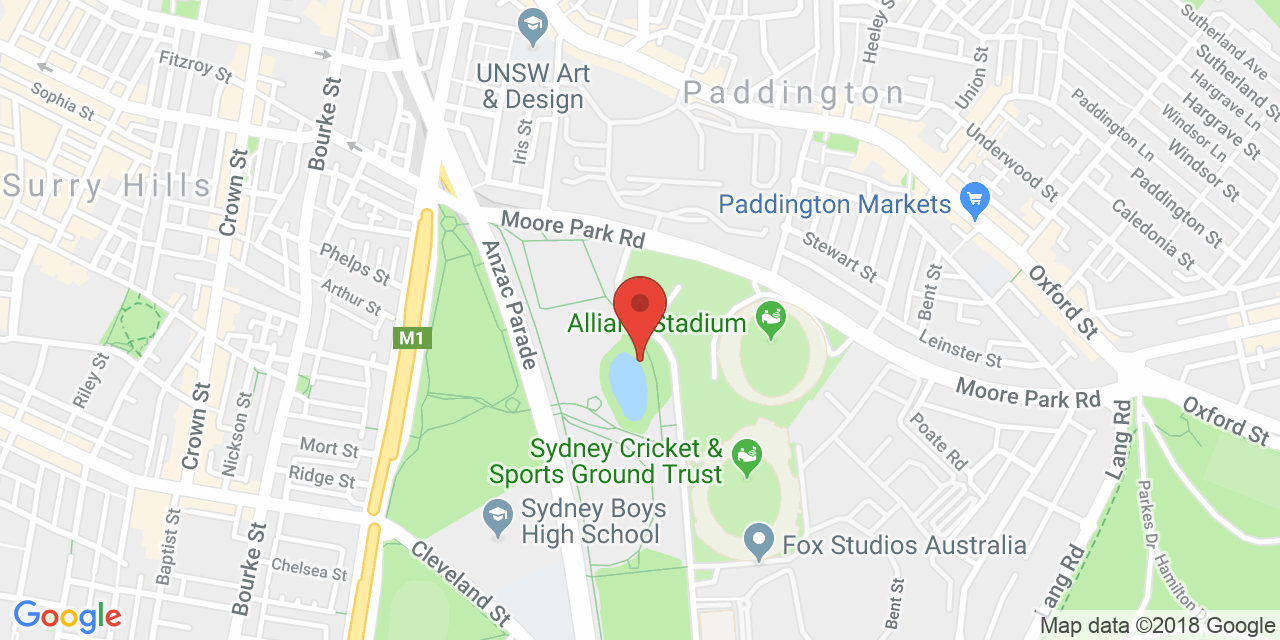 Sutherland Ave
Sutherland St
Hargrave Ln
Hargrave St
Windsor Ln
Windsor St
Heeley St
Union St
Fitzroy St
Sophia St
UNSW Art
& Design
Paddington
Paddington Ln
Bourke St
Iris St
Underwood St
Paddington St
Surry Hills
Crown St
Paddington Markets
Caledonia St
Moore Park Rd
Stewart St
Phelps St
Arthur St
Anzac Parade
Bent St
Oxford St
M1
Stadium
Leinster St
Riley St
Moore Park Rd
Oxford St
Crown St
Nickson St
Mort St
Ridge St
Sydney Cricket &
Sports Ground Trust
Poate Rd
Lang Rd
Sydney Boys
High School
Parkes Dr
Baptist St
Bourke St
Chelsea St
Cleveland St
Fox Studios Australia
Bent St
Lang Rd
Hamilton
Google
Map data ©2018 Google